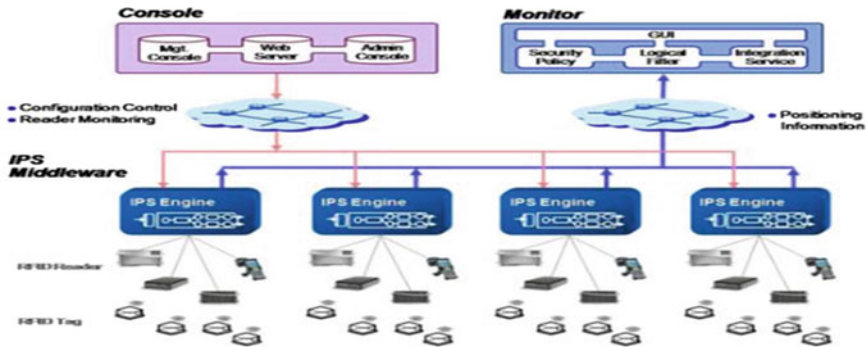 Console
Monitor
Mgt. Console
Web Server
Admin Console
GUI
Security Policy
Logical Filter
Integration Service
Configuration Control
Reader Monitoring
Positioning Information
IPS Middleware
IPS Engine
IPS Engine
IPS Engine
IPS Engine
RFID Reader
RFID Tag